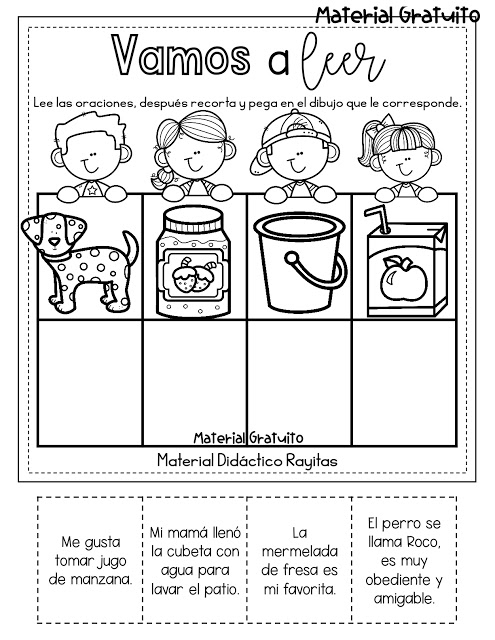 Material Gratuito
Vamos a leer
Lee las oraciones, después recorta y pega en el dibujo que le corresponde.
Material Gratuito
Material Didáctico Rayitas
Me gusta
tomar jugo
de manzana.
Mi mamá llenó
la cubeta con
agua para
lavar el patio.
La
mermelada
de fresa es
mi favorita.
El perro se
llama Roco,
es muy
obediente y
amigable.